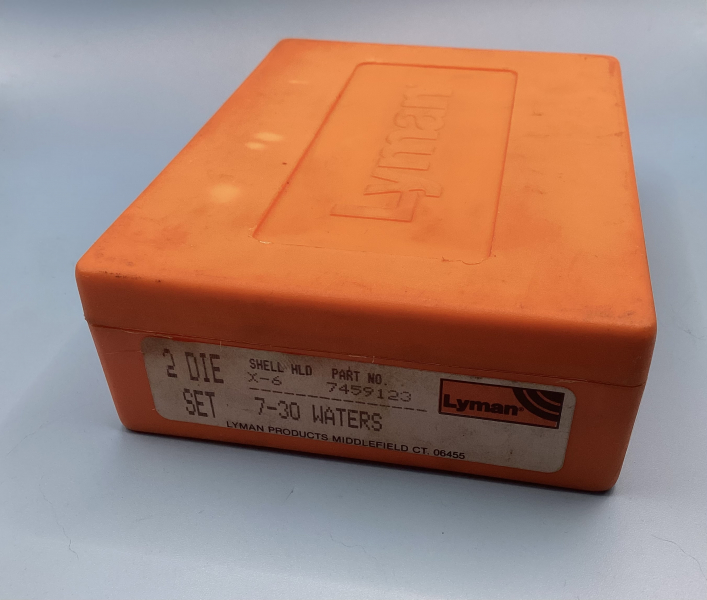 Lyman
2 DIE SET
SHELL HLD PART NO.
X-6 7459123
7-30 WATERS
Lyman®
LYMAN PRODUCTS MIDDLEFIELD CT. 06455